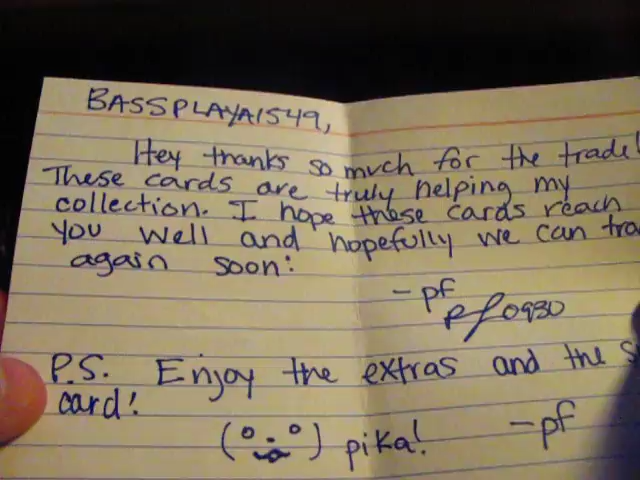 BASSPLAYA1549,
Hey thanks so much for the trade!
These cards are truly helping my
collection. I hope these cards reach
you well and hopefully we can
again soon!
-pf
pf0930
P.S. Enjoy the extras and the
card!
(°.°) pika!
-pf